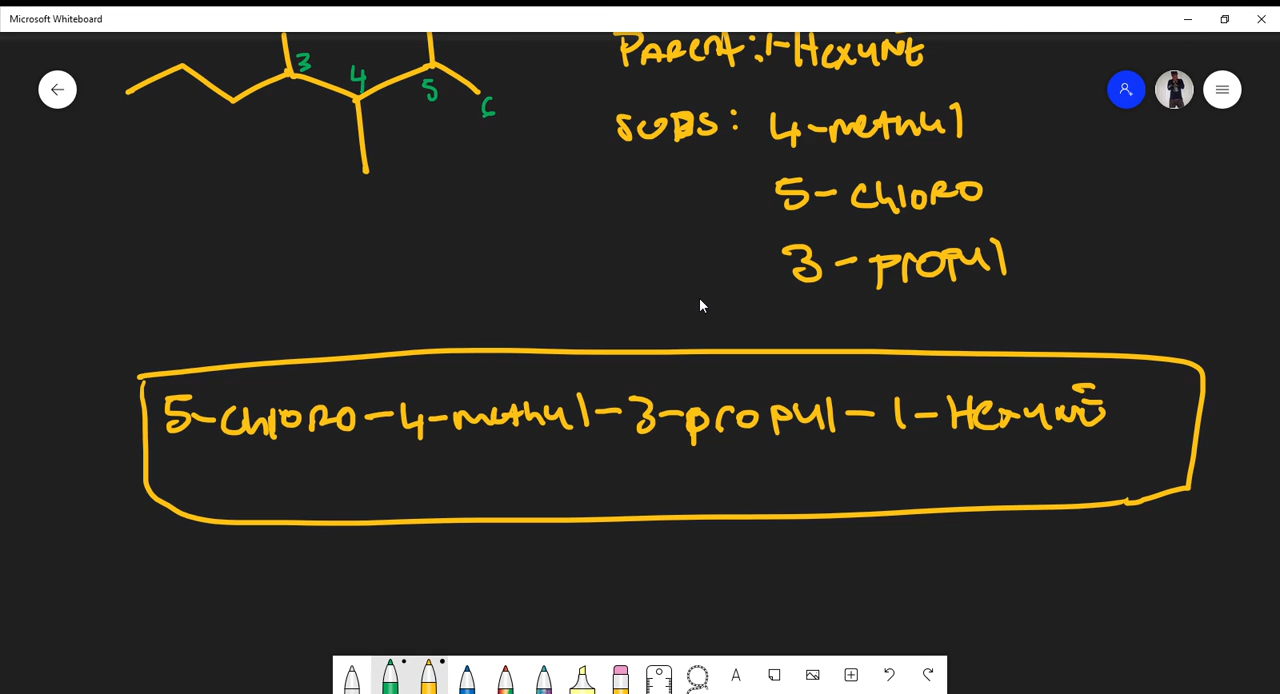 Microsoft Whiteboard
PARENT: 1-HexyNE
3
4
5
6
SUBS: 4-methyl
5-chloRo
3-propyl
5-chloRo-4-methyl-3-propyl-1-HexyNE
A